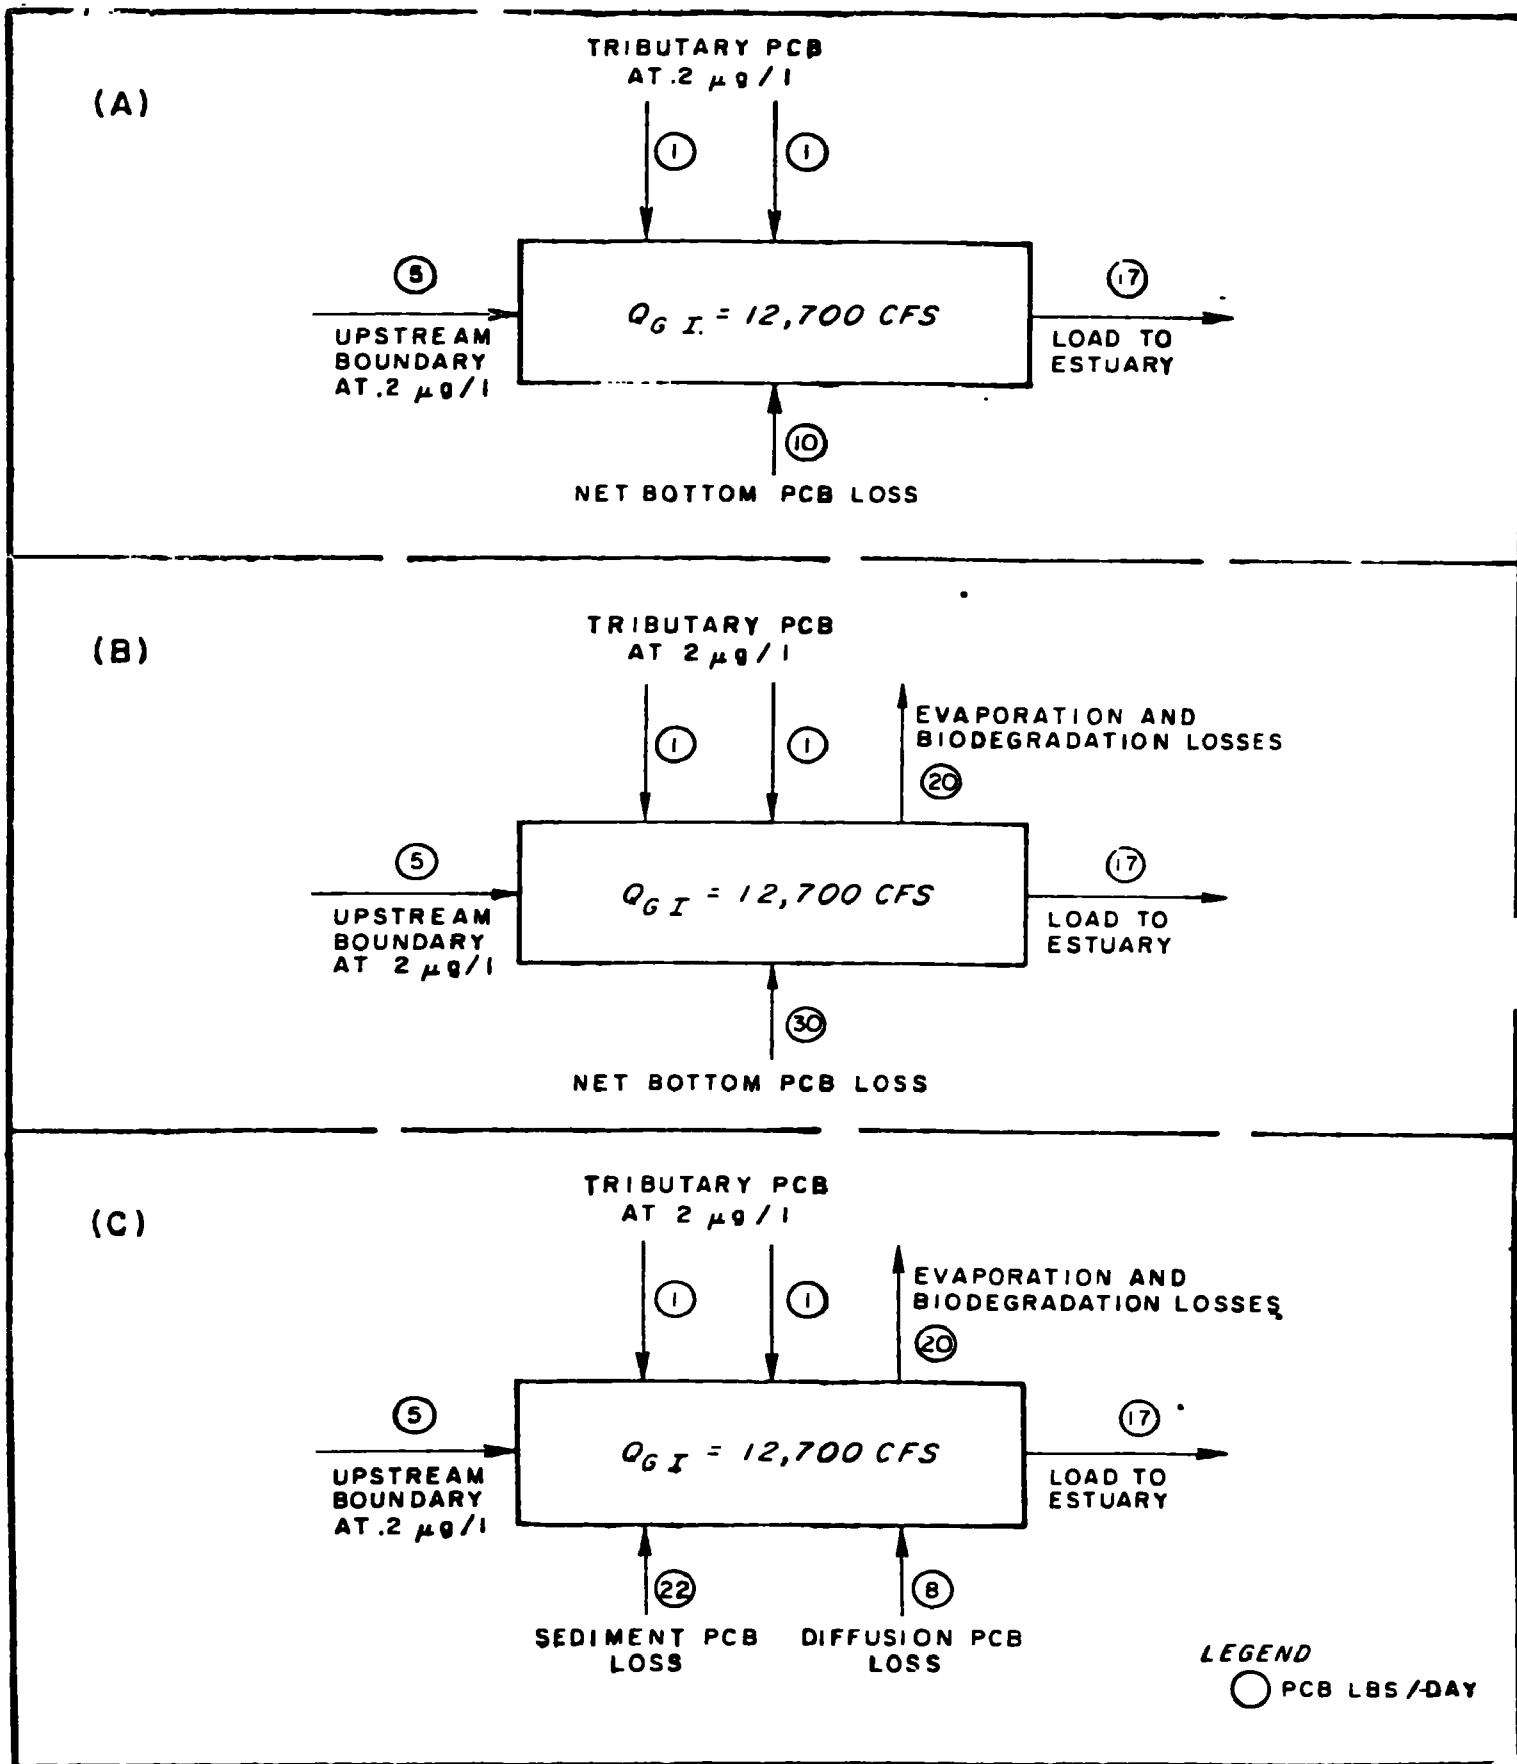 (A)
TRIBUTARY PCB
AT .2 µg/l
1
1
5
UPSTREAM
BOUNDARY
AT .2 µg/l
Q_G I. = 12,700 CFS
17
LOAD TO
ESTUARY
10
NET BOTTOM PCB LOSS
(B)
TRIBUTARY PCB
AT 2 µg/l
1
1
EVAPORATION AND
BIODEGRADATION LOSSES
20
5
UPSTREAM
BOUNDARY
AT 2 µg/l
Q_G I = 12,700 CFS
17
LOAD TO
ESTUARY
30
NET BOTTOM PCB LOSS
(C)
TRIBUTARY PCB
AT 2 µg/l
1
1
EVAPORATION AND
BIODEGRADATION LOSSES
20
5
UPSTREAM
BOUNDARY
AT .2 µg/l
Q_G I = 12,700 CFS
17
LOAD TO
ESTUARY
22
SEDIMENT PCB
LOSS
8
DIFFUSION PCB
LOSS
LEGEND
PCB LBS/DAY